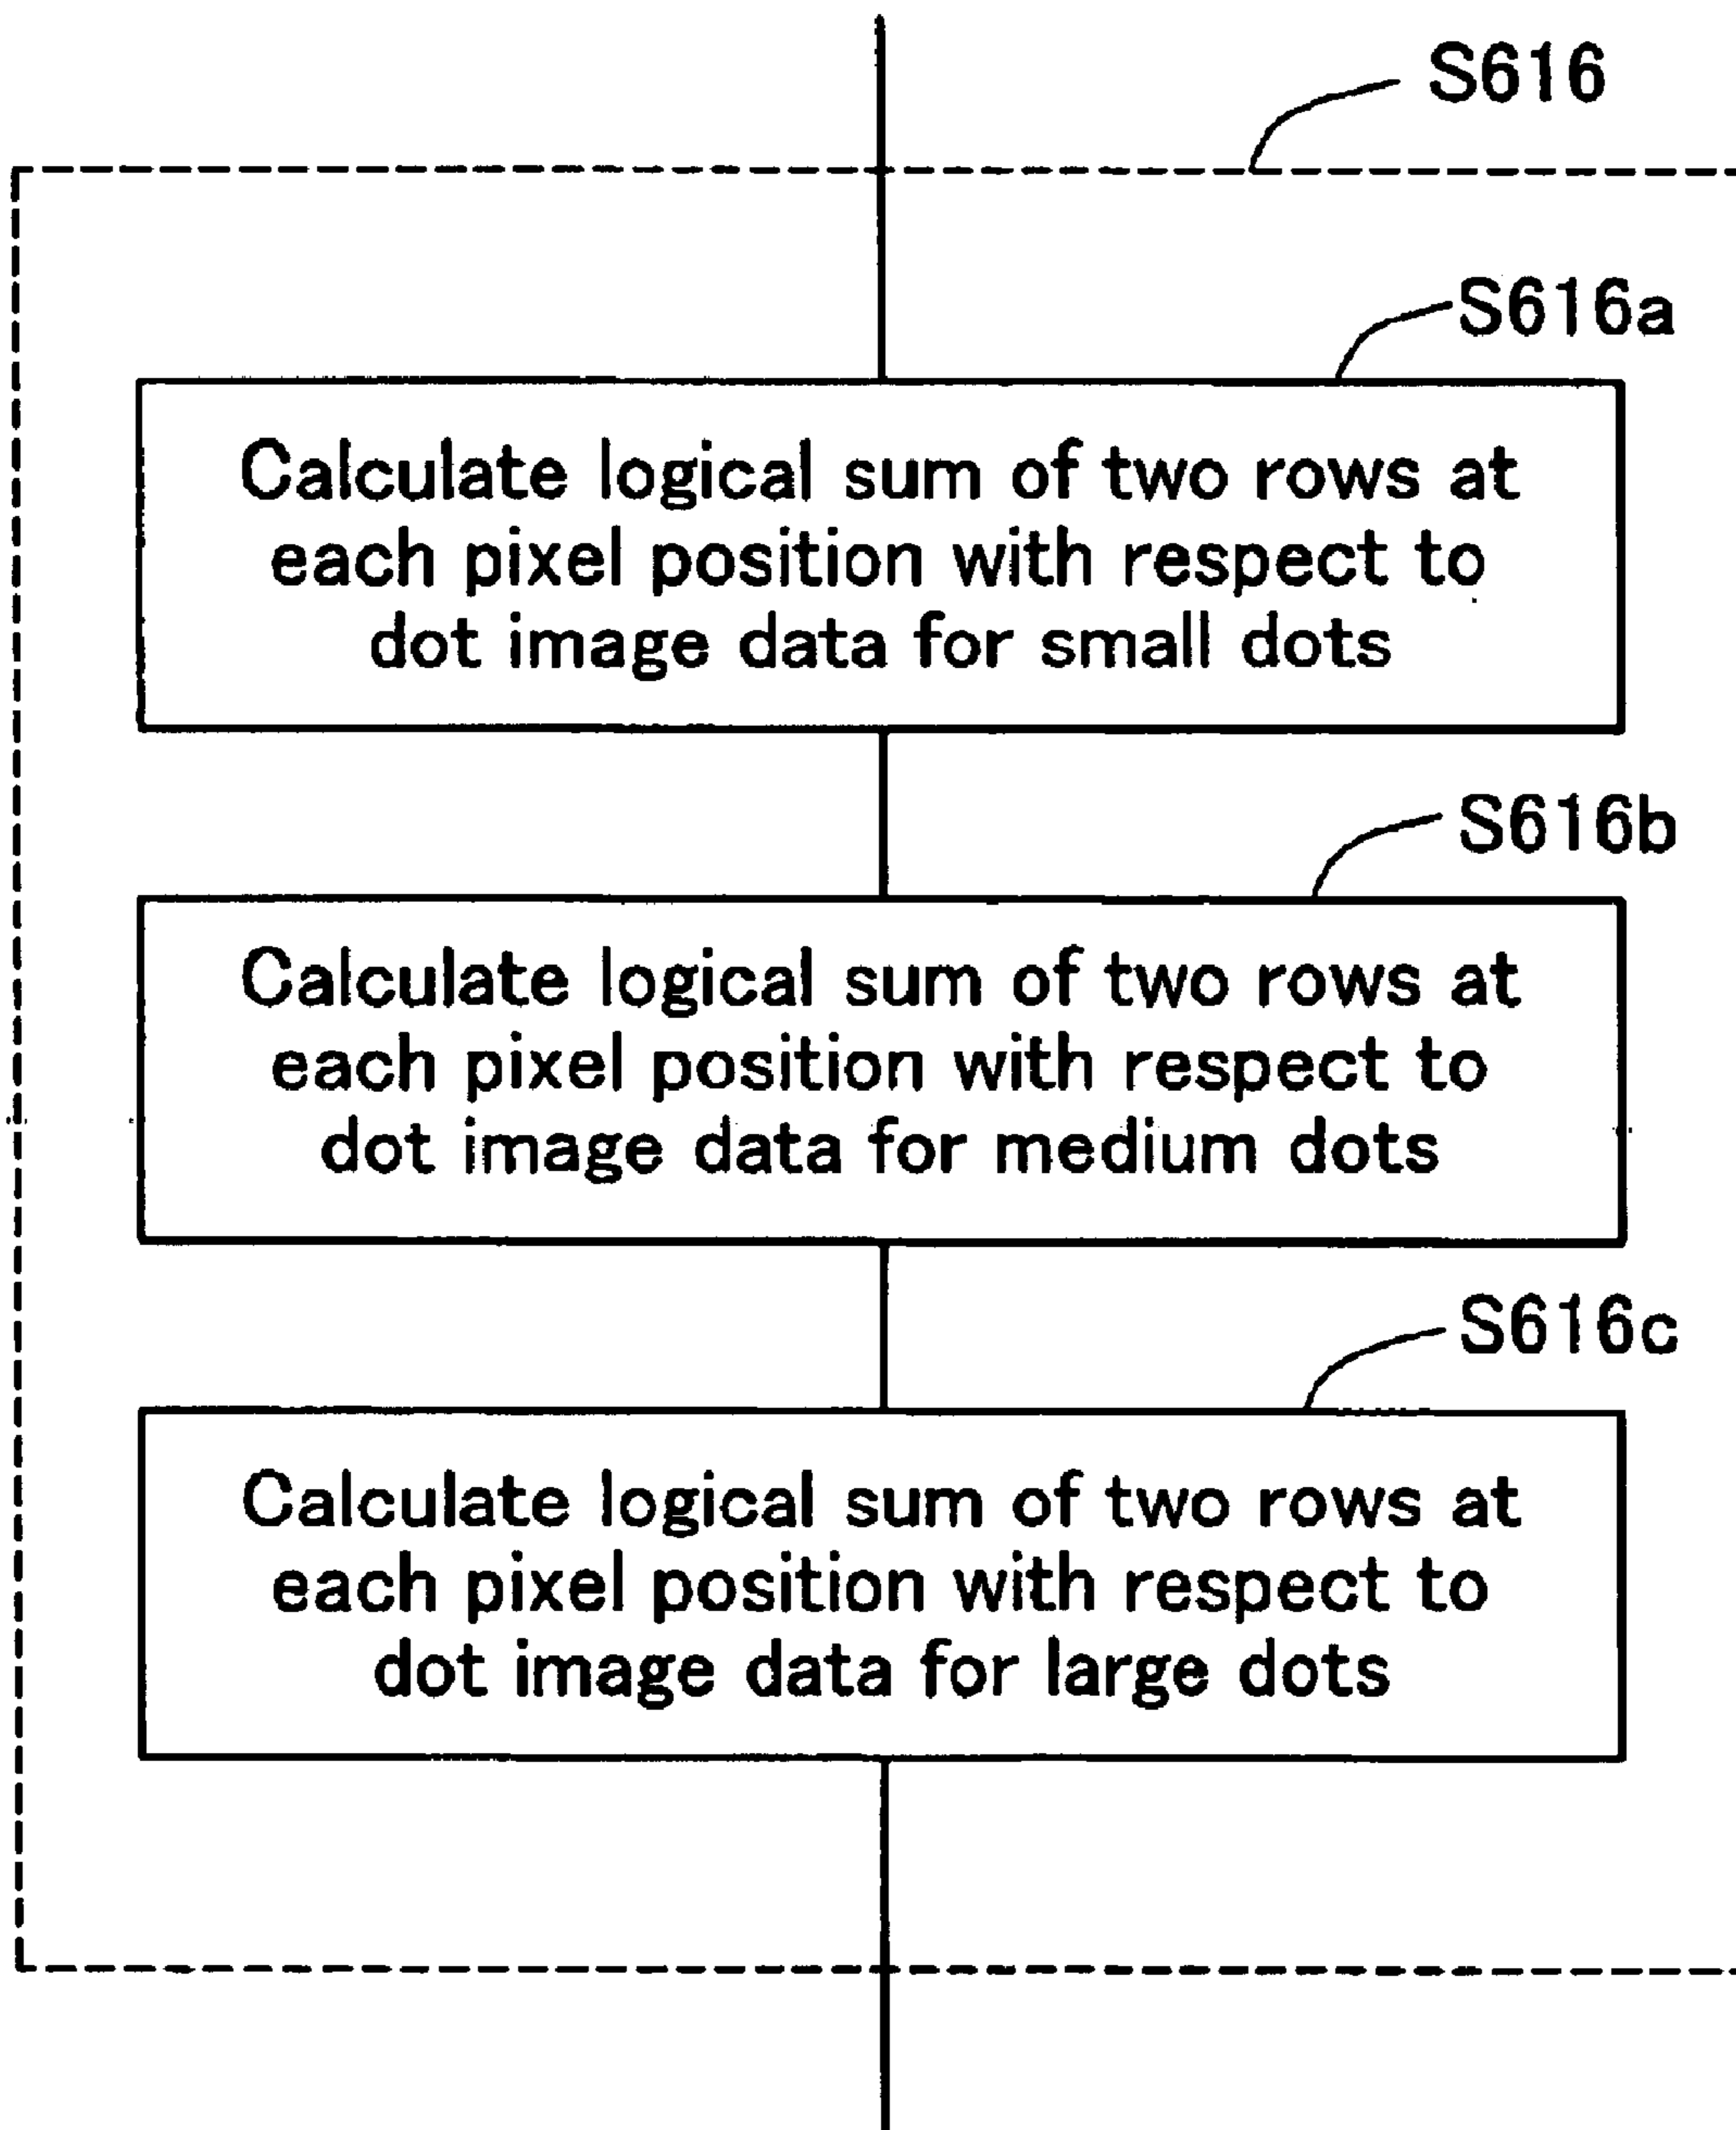 S616
S616a
Calculate logical sum of two rows at
each pixel position with respect to
dot image data for small dots
S616b
Calculate logical sum of two rows at
each pixel position with respect to
dot image data for medium dots
S616c
Calculate logical sum of two rows at
each pixel position with respect to
dot image data for large dots